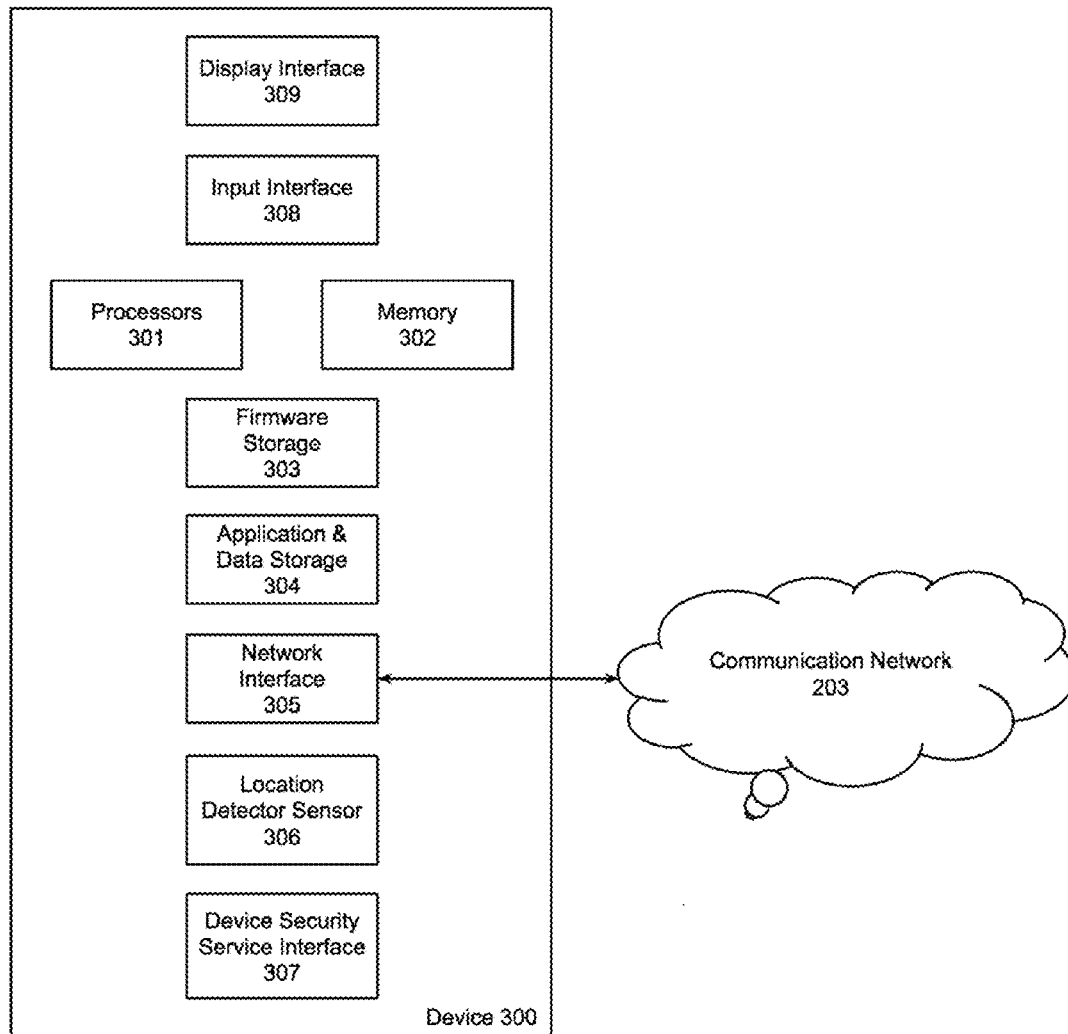 Display Interface
309
Input Interface
308
Processors
301
Memory
302
Firmware
Storage
303
Application &
Data Storage
304
Network
Interface
305
Communication Network
203
Location
Detector Sensor
306
Device Security
Service Interface
307
Device 300